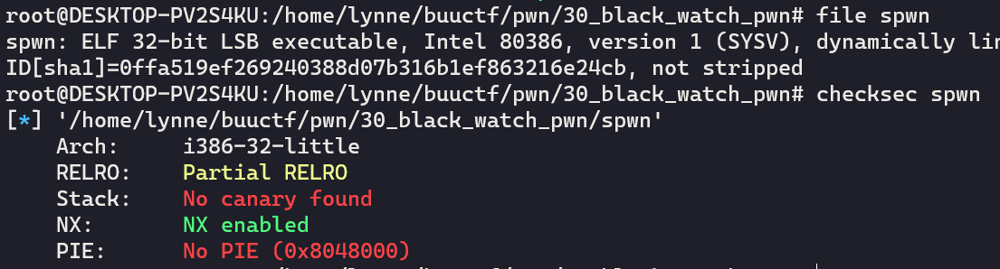 root@DESKTOP-PV2S4KU:/home/lynne/buuctf/pwn/30_black_watch_pwn# file spwn
spwn: ELF 32-bit LSB executable, Intel 80386, version 1 (SYSV), dynamically lin
ID[sha1]=0ffa519ef269240388d07b316b1ef863216e24cb, not stripped
root@DESKTOP-PV2S4KU:/home/lynne/buuctf/pwn/30_black_watch_pwn# checksec spwn
[*] '/home/lynne/buuctf/pwn/30_black_watch_pwn/spwn'
    Arch:     i386-32-little
    RELRO:    Partial RELRO
    Stack:    No canary found
    NX:       NX enabled
    PIE:      No PIE (0x8048000)